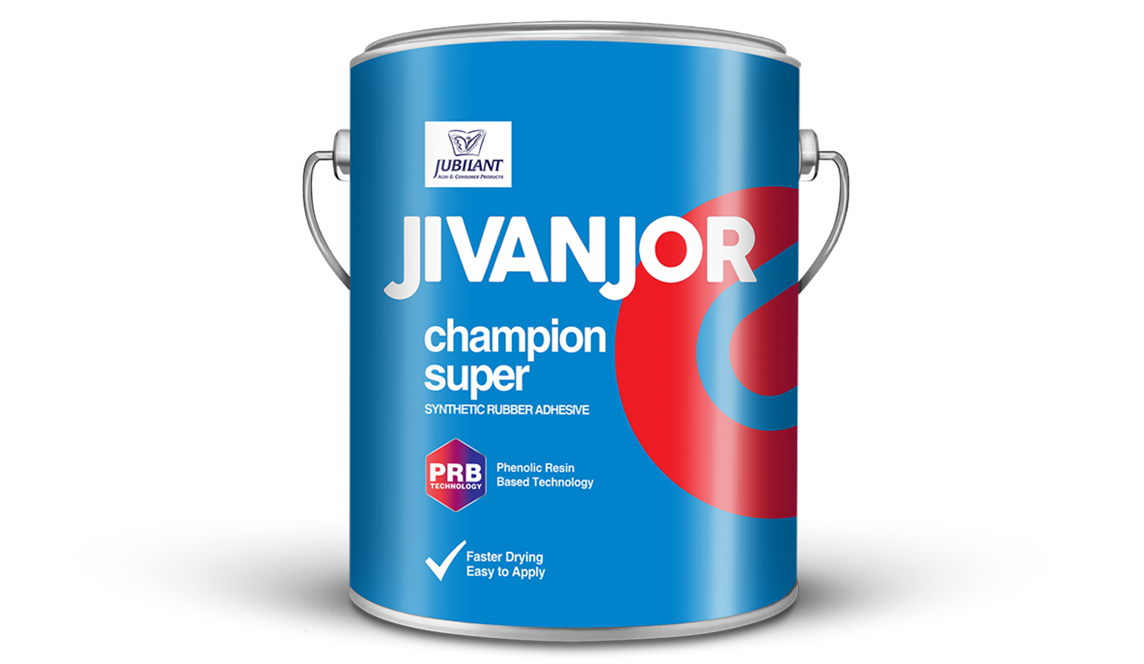 JUBILANT
AGRI & CONSUMER PRODUCTS
JIVANJOR
champion
super
SYNTHETIC RUBBER ADHESIVE
PRB
TECHNOLOGY
Phenolic Resin
Based Technology
Faster Drying
Easy to Apply